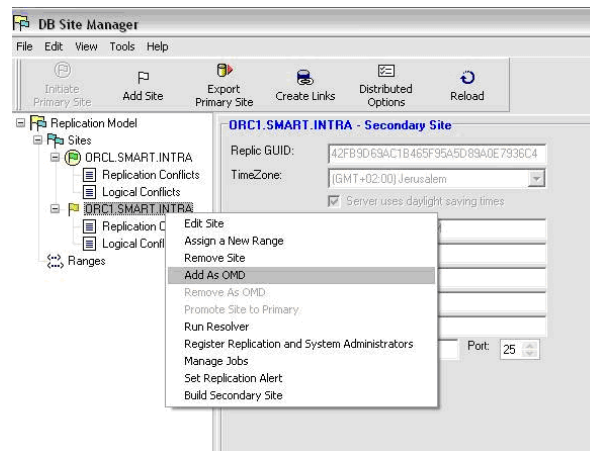 DB Site Manager
File Edit View Tools Help
Initiate Primary Site
Add Site
Export Primary Site
Create Links
Distributed Options
Reload
Replication Model
Sites
ORCL.SMART.INTRA
Replication Conflicts
Logical Conflicts
ORC1.SMART.INTRA
Replication C
Logical Confl
Ranges
ORC1.SMART.INTRA - Secondary Site
Replic GUID: 42FB9D69AC1B465F95A5D89A0E7936C4
TimeZone: (GMT+02:00) Jerusalem
Server uses daylight saving times
Port: 25
Edit Site
Assign a New Range
Remove Site
Add As OMD
Remove As OMD
Promote Site to Primary
Run Resolver
Register Replication and System Administrators
Manage Jobs
Set Replication Alert
Build Secondary Site